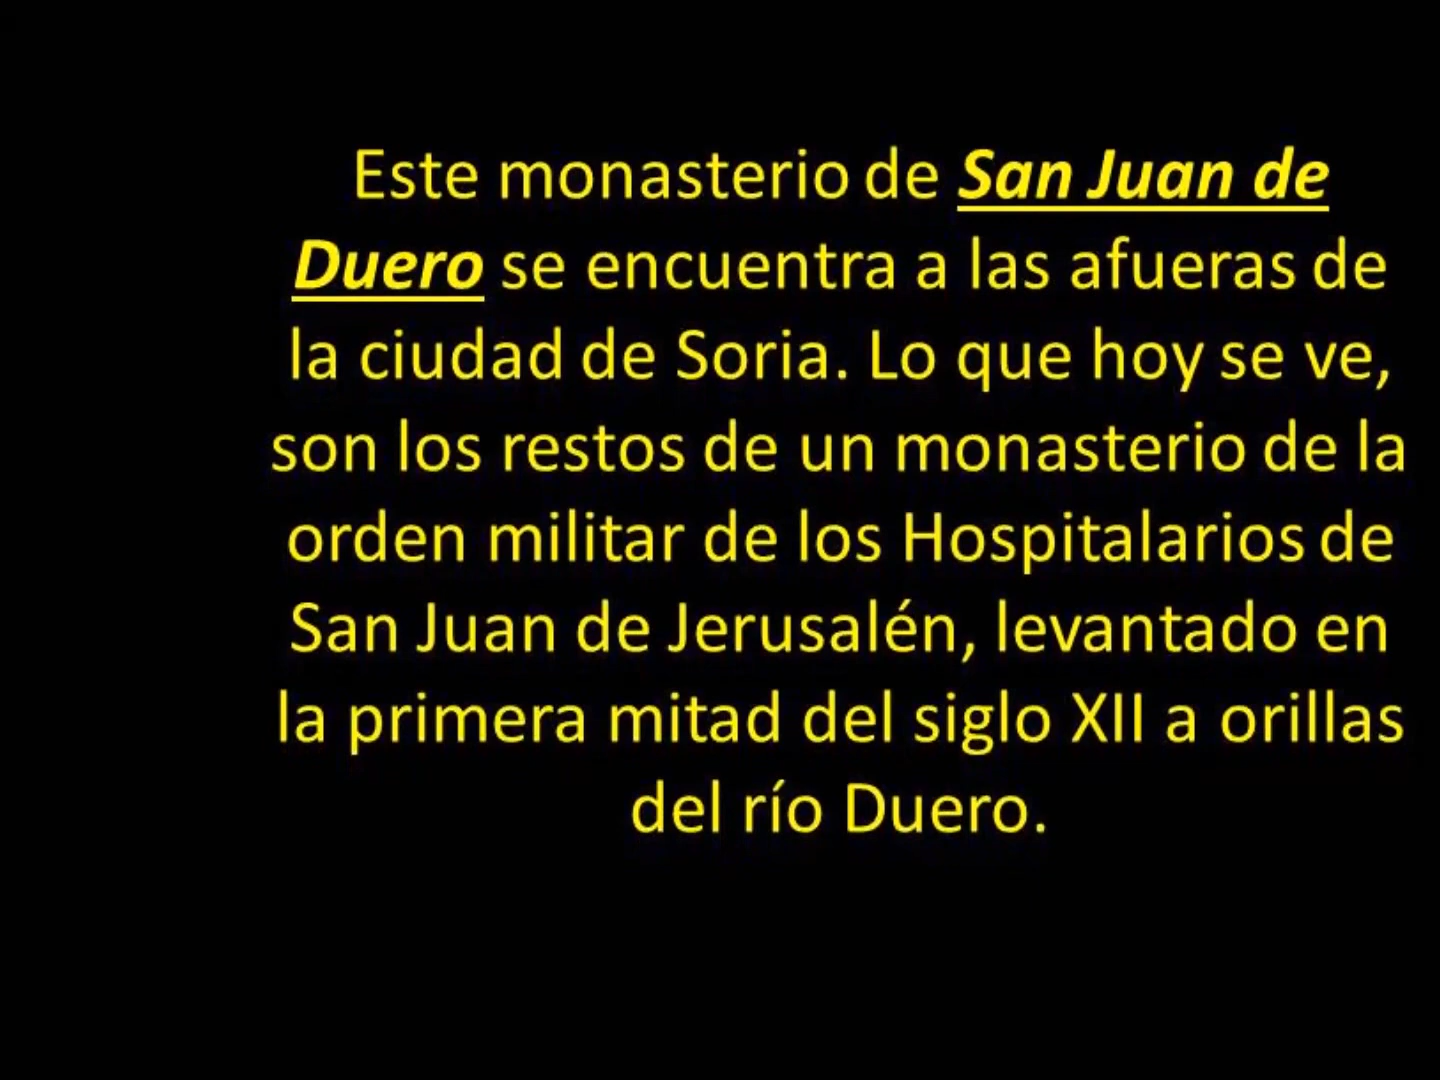 Este monasterio de San Juan de
Duero se encuentra a las afueras de
la ciudad de Soria. Lo que hoy se ve,
son los restos de un monasterio de la
orden militar de los Hospitalarios de
San Juan de Jerusalén, levantado en
la primera mitad del siglo XII a orillas
del río Duero.